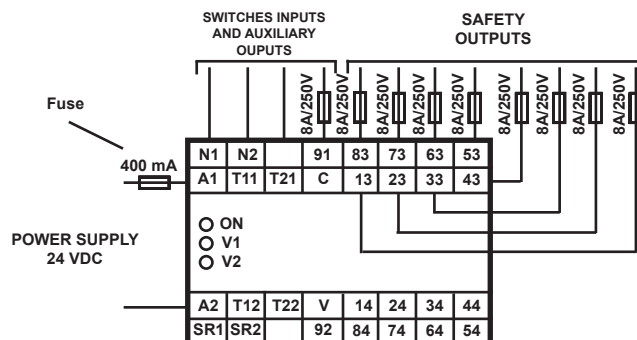 SWITCHES INPUTS
AND AUXILIARY
OUPUTS
SAFETY
OUTPUTS
Fuse
8A/250V 8A/250V 8A/250V 8A/250V 8A/250V 8A/250V 8A/250V 8A/250V 8A/250V
400 mA
N1 N2 91 83 73 63 53
A1 T11 T21 C 13 23 33 43
ON
V1
V2
POWER SUPPLY
24 VDC
A2 T12 T22 V 14 24 34 44
SR1 SR2 92 84 74 64 54